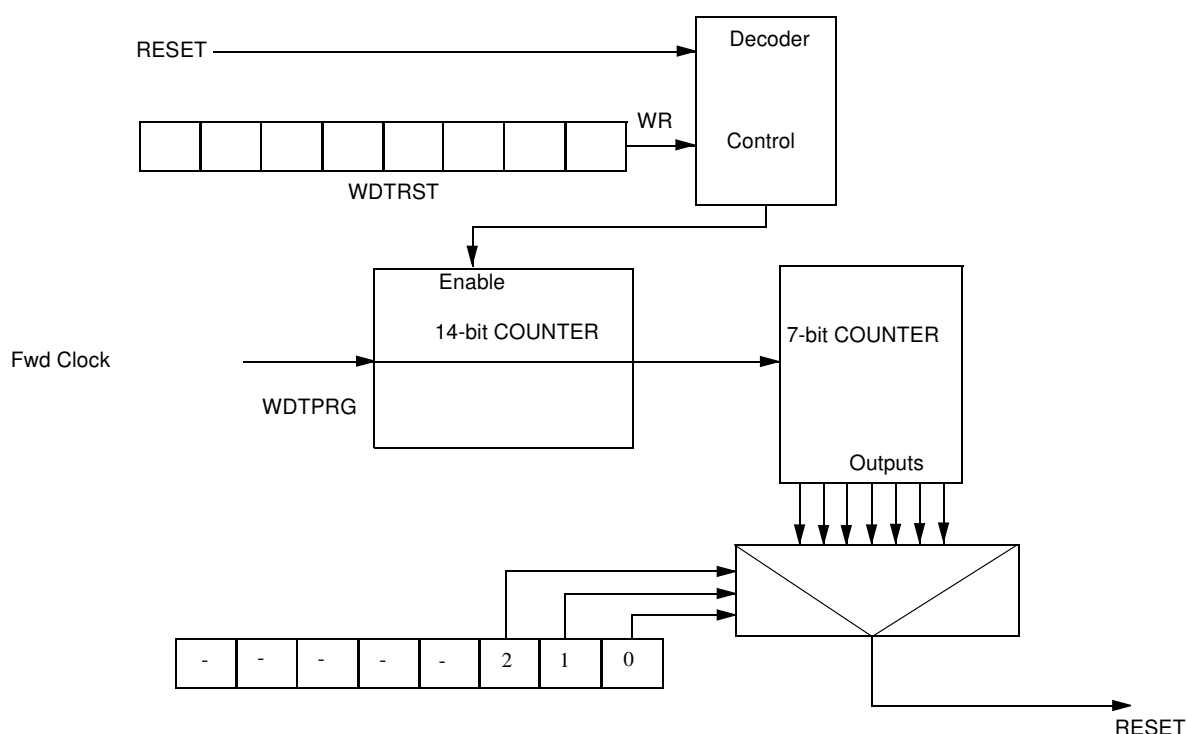 RESET
Decoder
WR
Control
WDTRST
Enable
14-bit COUNTER
7-bit COUNTER
Fwd Clock
WDTPRG
Outputs
- - - - - 2 1 0
RESET